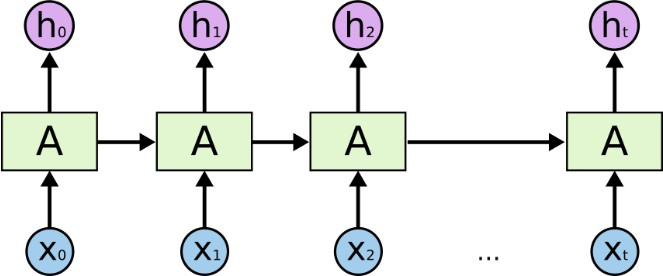 h₀ h₁ h₂ hₜ
A A A A
x₀ x₁ x₂ ... xₜ